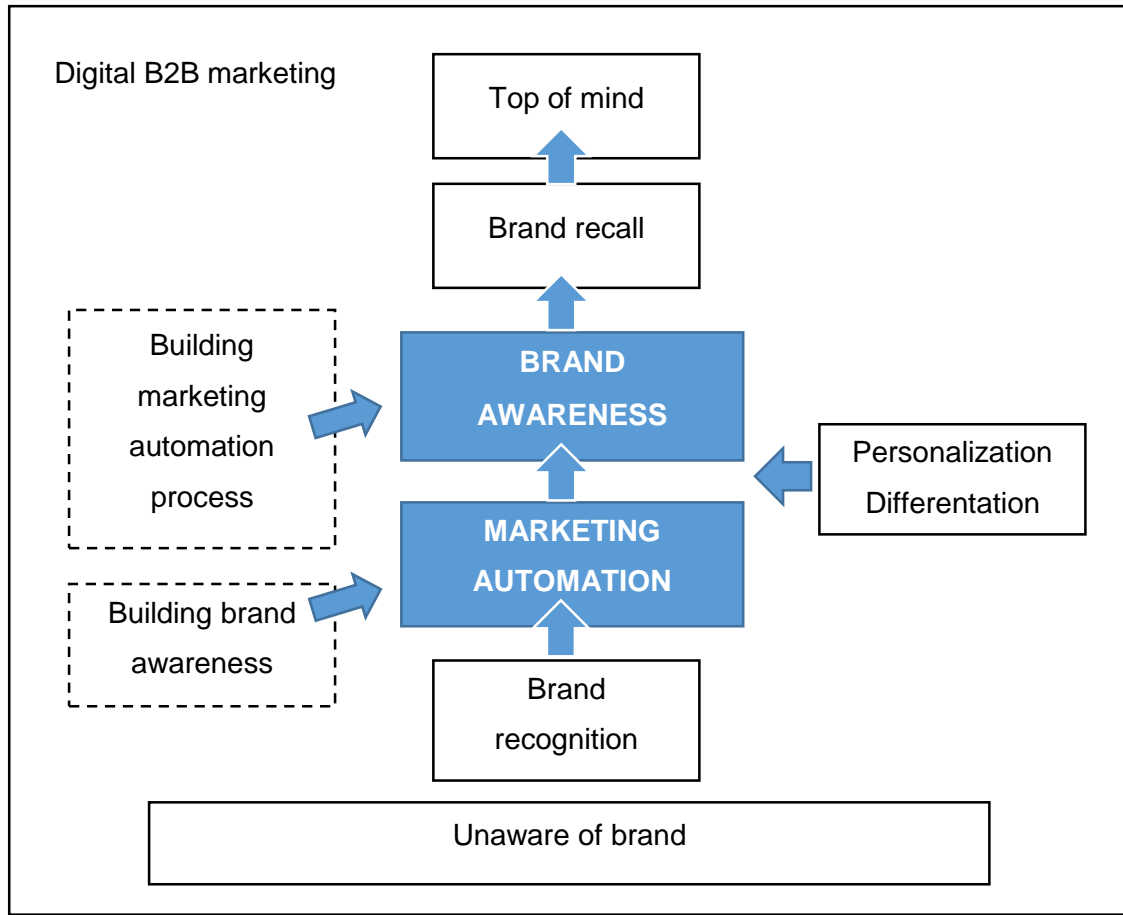 Digital B2B marketing
Top of mind
Brand recall
Building
marketing
automation
process
BRAND
AWARENESS
Personalization
Differentation
MARKETING
AUTOMATION
Building brand
awareness
Brand
recognition
Unaware of brand